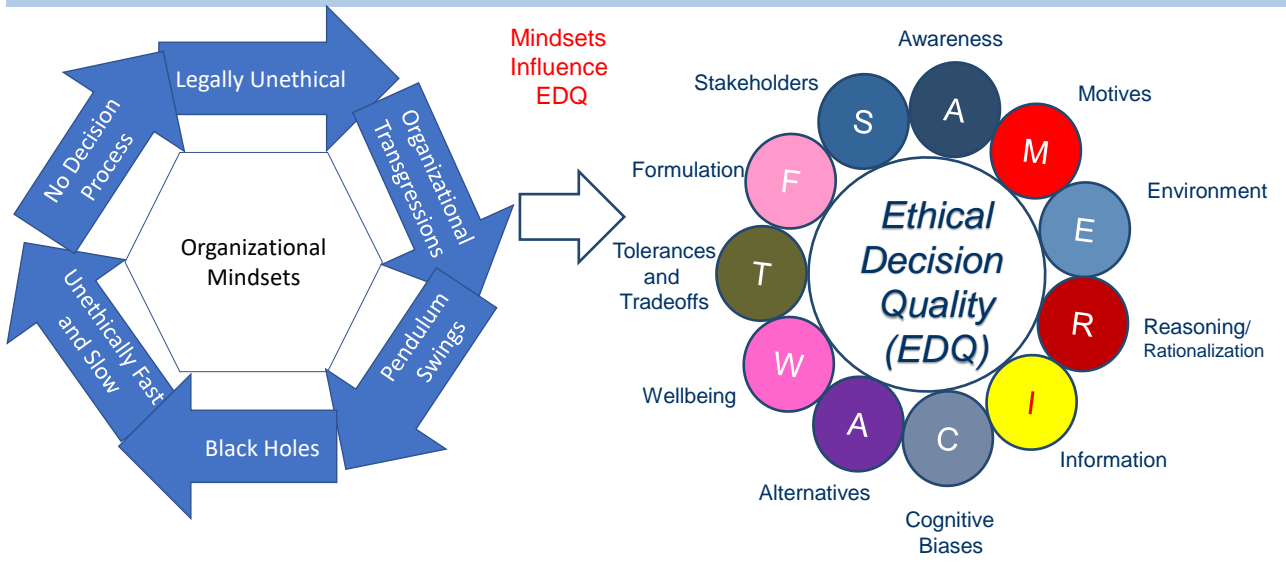 Legally Unethical
Organizational
Transgressions
Pendulum
Swings
Black Holes
Unethically Fast
and Slow
No Decision
Process
Organizational
Mindsets
Mindsets
Influence
EDQ
Awareness
A
Motives
M
Environment
E
Reasoning/
Rationalization
R
Information
I
Cognitive
Biases
C
Alternatives
A
Wellbeing
W
Tolerances
and
Tradeoffs
T
Formulation
F
Stakeholders
S
Ethical
Decision
Quality
(EDQ)